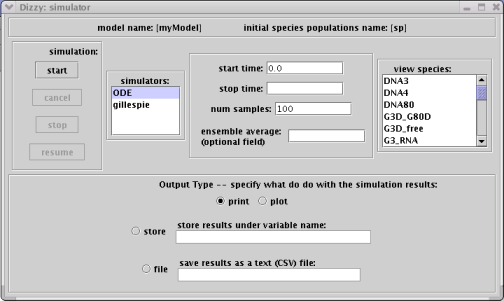 Dizzy: simulator
model name: [myModel] initial species populations name: [sp]
simulation:
start
cancel
stop
resume
simulators:
ODE
gillespie
start time: 0.0
stop time:
num samples: 100
ensemble average:
(optional field)
view species:
DNA3
DNA4
DNA80
G3D_G80D
G3D_free
G3_RNA
Output Type -- specify what do do with the simulation results:
print plot
store store results under variable name:
file save results as a text (CSV) file: